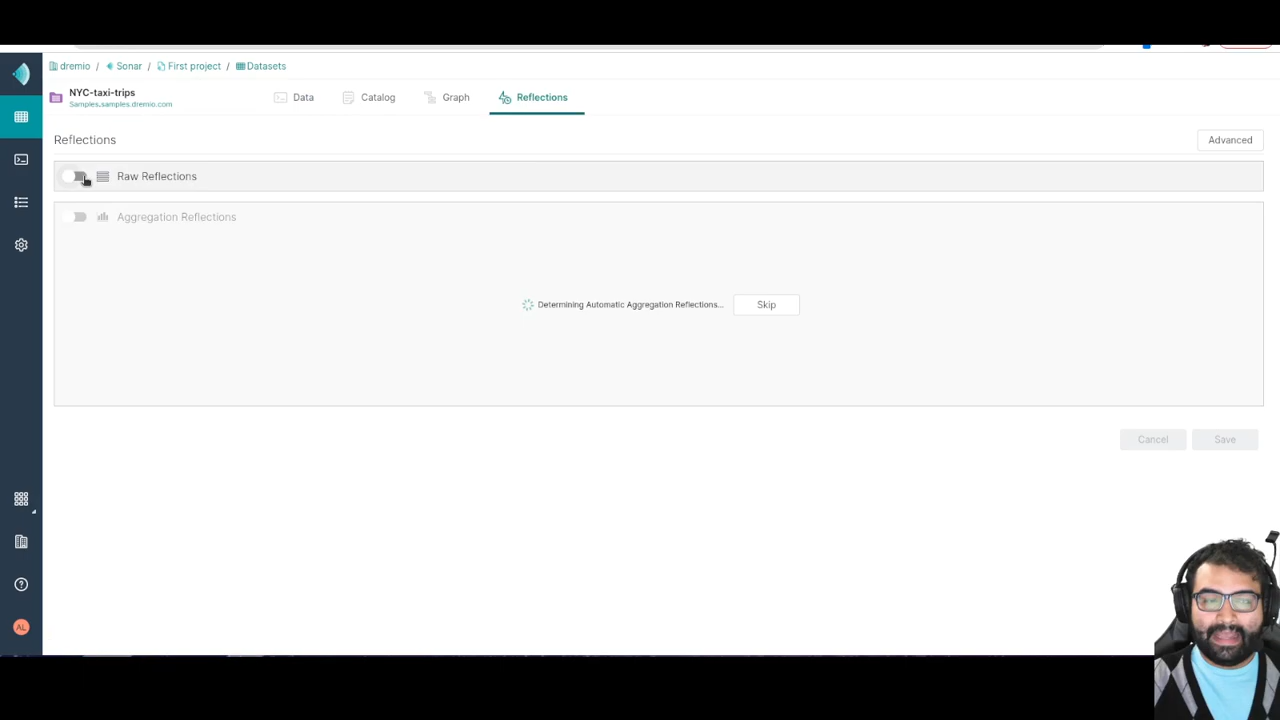 dremio / Sonar / First project / Datasets
NYC-taxi-trips
Samples.samples.dremio.com
Data
Catalog
Graph
Reflections
Reflections
Advanced
Raw Reflections
Aggregation Reflections
Determining Automatic Aggregation Reflections...
Skip
Cancel
Save
AL